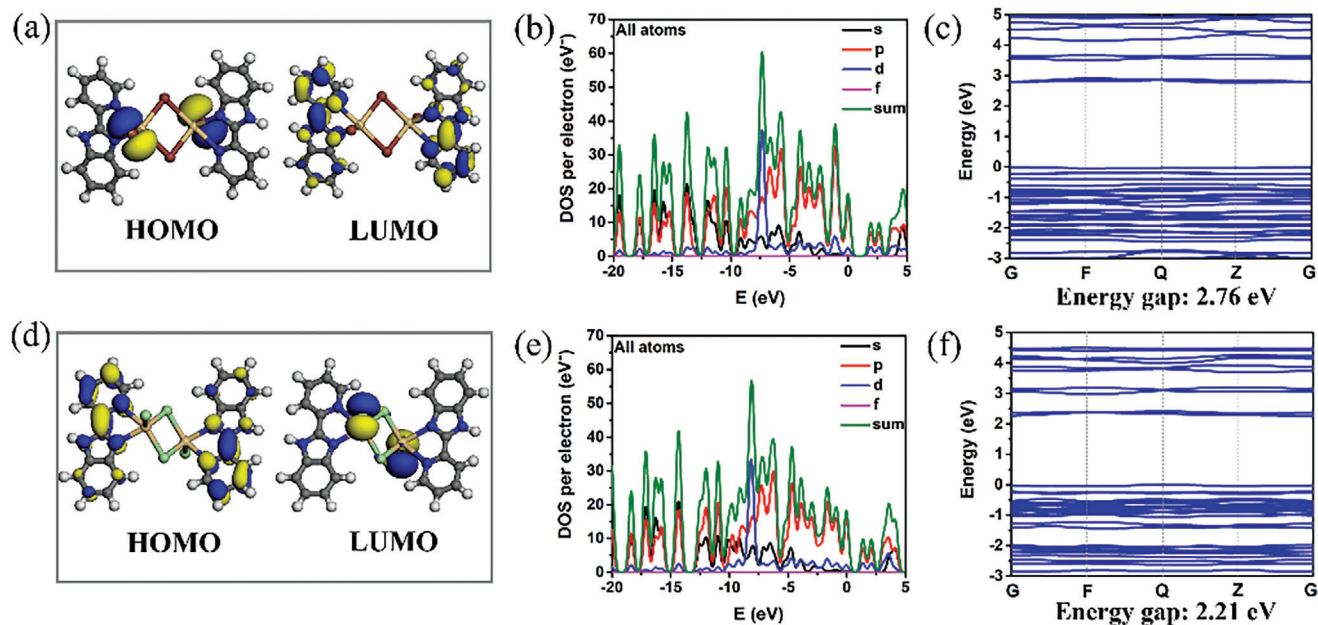 (a)
HOMO
LUMO
(b)
All atoms
s
p
d
f
sum
DOS per electron (eV⁻)
70
60
50
40
30
20
10
0
-20
-15
-10
-5
0
5
E (eV)
(c)
Energy (eV)
5
4
3
2
1
0
-1
-2
-3
G
F
Q
Z
G
Energy gap: 2.76 eV
(d)
HOMO
LUMO
(e)
All atoms
s
p
d
f
sum
DOS per electron (eV⁻)
70
60
50
40
30
20
10
0
-20
-15
-10
-5
0
5
E (eV)
(f)
Energy (eV)
5
4
3
2
1
0
-1
-2
-3
G
F
Q
Z
G
Energy gap: 2.21 eV